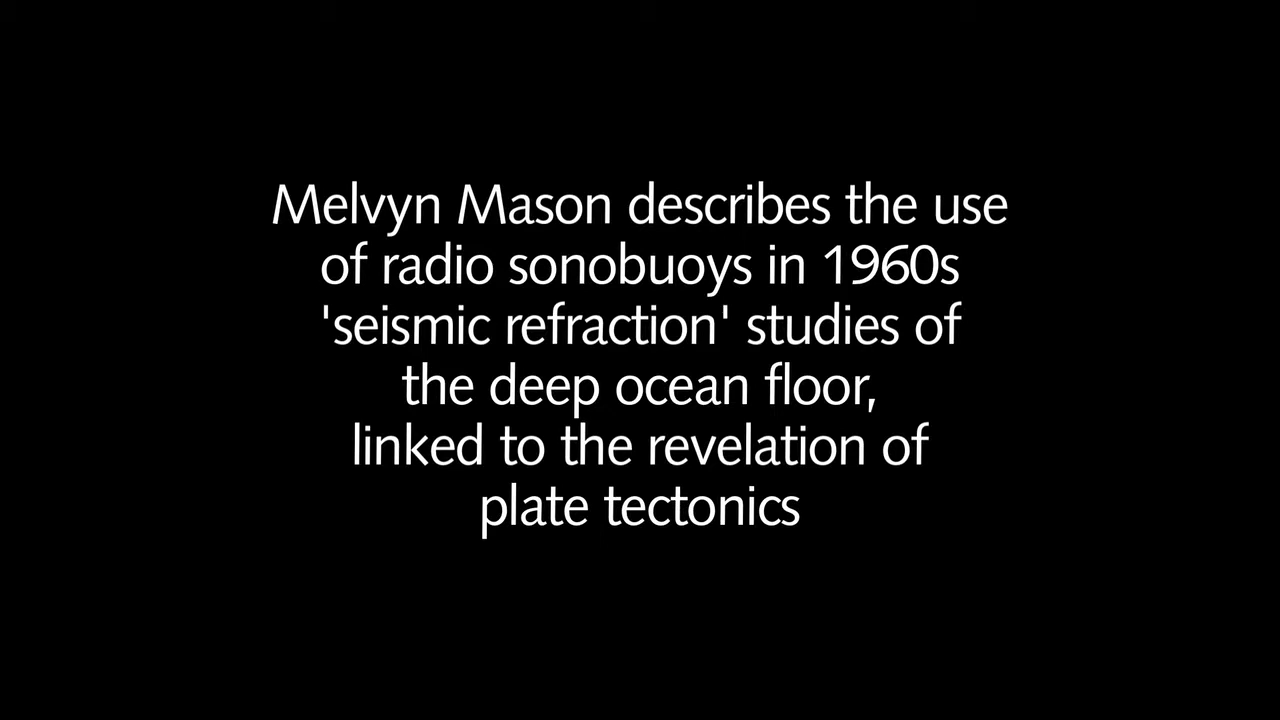 Melvyn Mason describes the use
of radio sonobuoys in 1960s
'seismic refraction' studies of
the deep ocean floor,
linked to the revelation of
plate tectonics